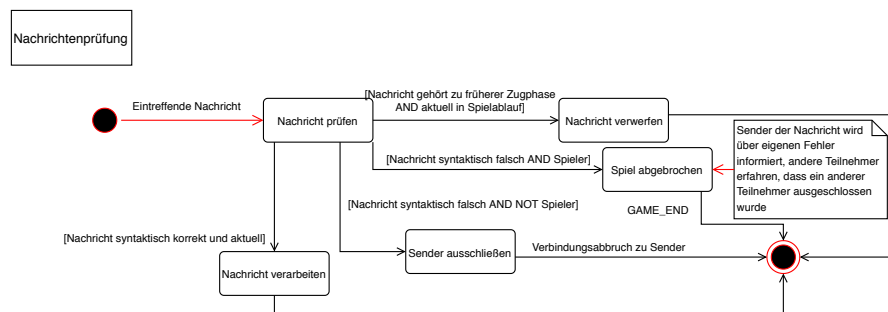 Nachrichtenprüfung
Eintreffende Nachricht
Nachricht prüfen
[Nachricht gehört zu früherer Zugphase
AND aktuell in Spielablauf]
Nachricht verwerfen
[Nachricht syntaktisch falsch AND Spieler]
Spiel abgebrochen
Sender der Nachricht wird
über eigenen Fehler
informiert, andere Teilnehmer
erfahren, dass ein anderer
Teilnehmer ausgeschlossen
wurde
[Nachricht syntaktisch falsch AND NOT Spieler]
GAME_END
[Nachricht syntaktisch korrekt und aktuell]
Sender ausschließen
Verbindungsabbruch zu Sender
Nachricht verarbeiten